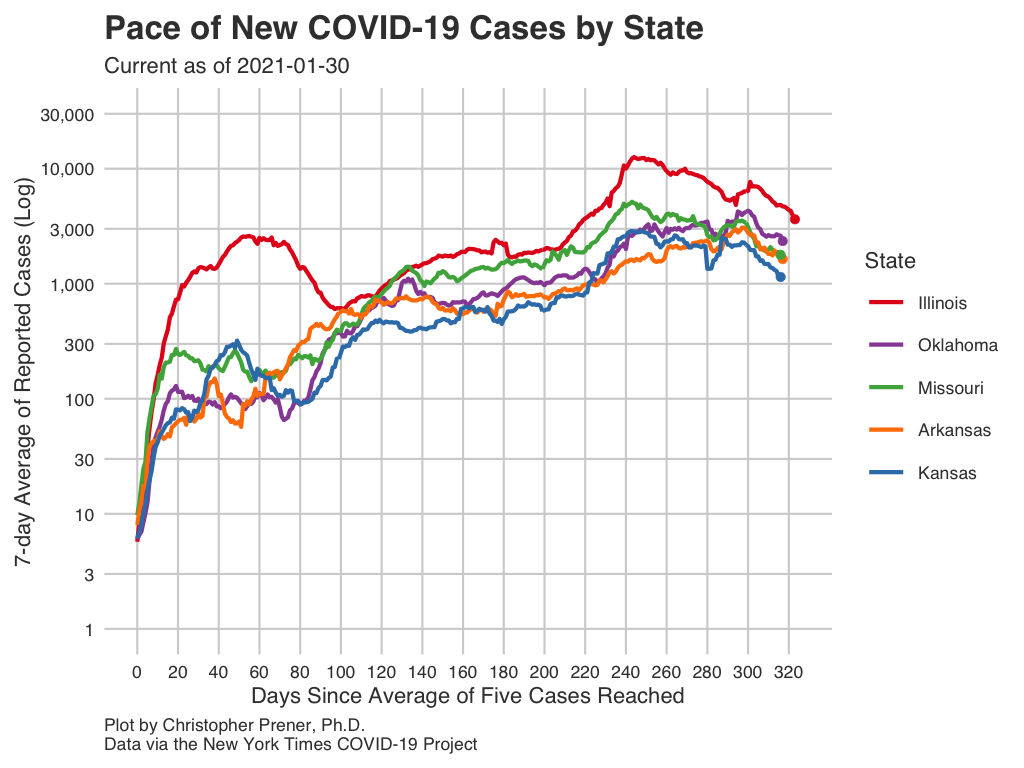 Pace of New COVID-19 Cases by State
Current as of 2021-01-30
7-day Average of Reported Cases (Log)
30,000
10,000
3,000
1,000
300
100
30
10
3
1
0 20 40 60 80 100 120 140 160 180 200 220 240 260 280 300 320
Days Since Average of Five Cases Reached
State
Illinois
Oklahoma
Missouri
Arkansas
Kansas
Plot by Christopher Prener, Ph.D.
Data via the New York Times COVID-19 Project